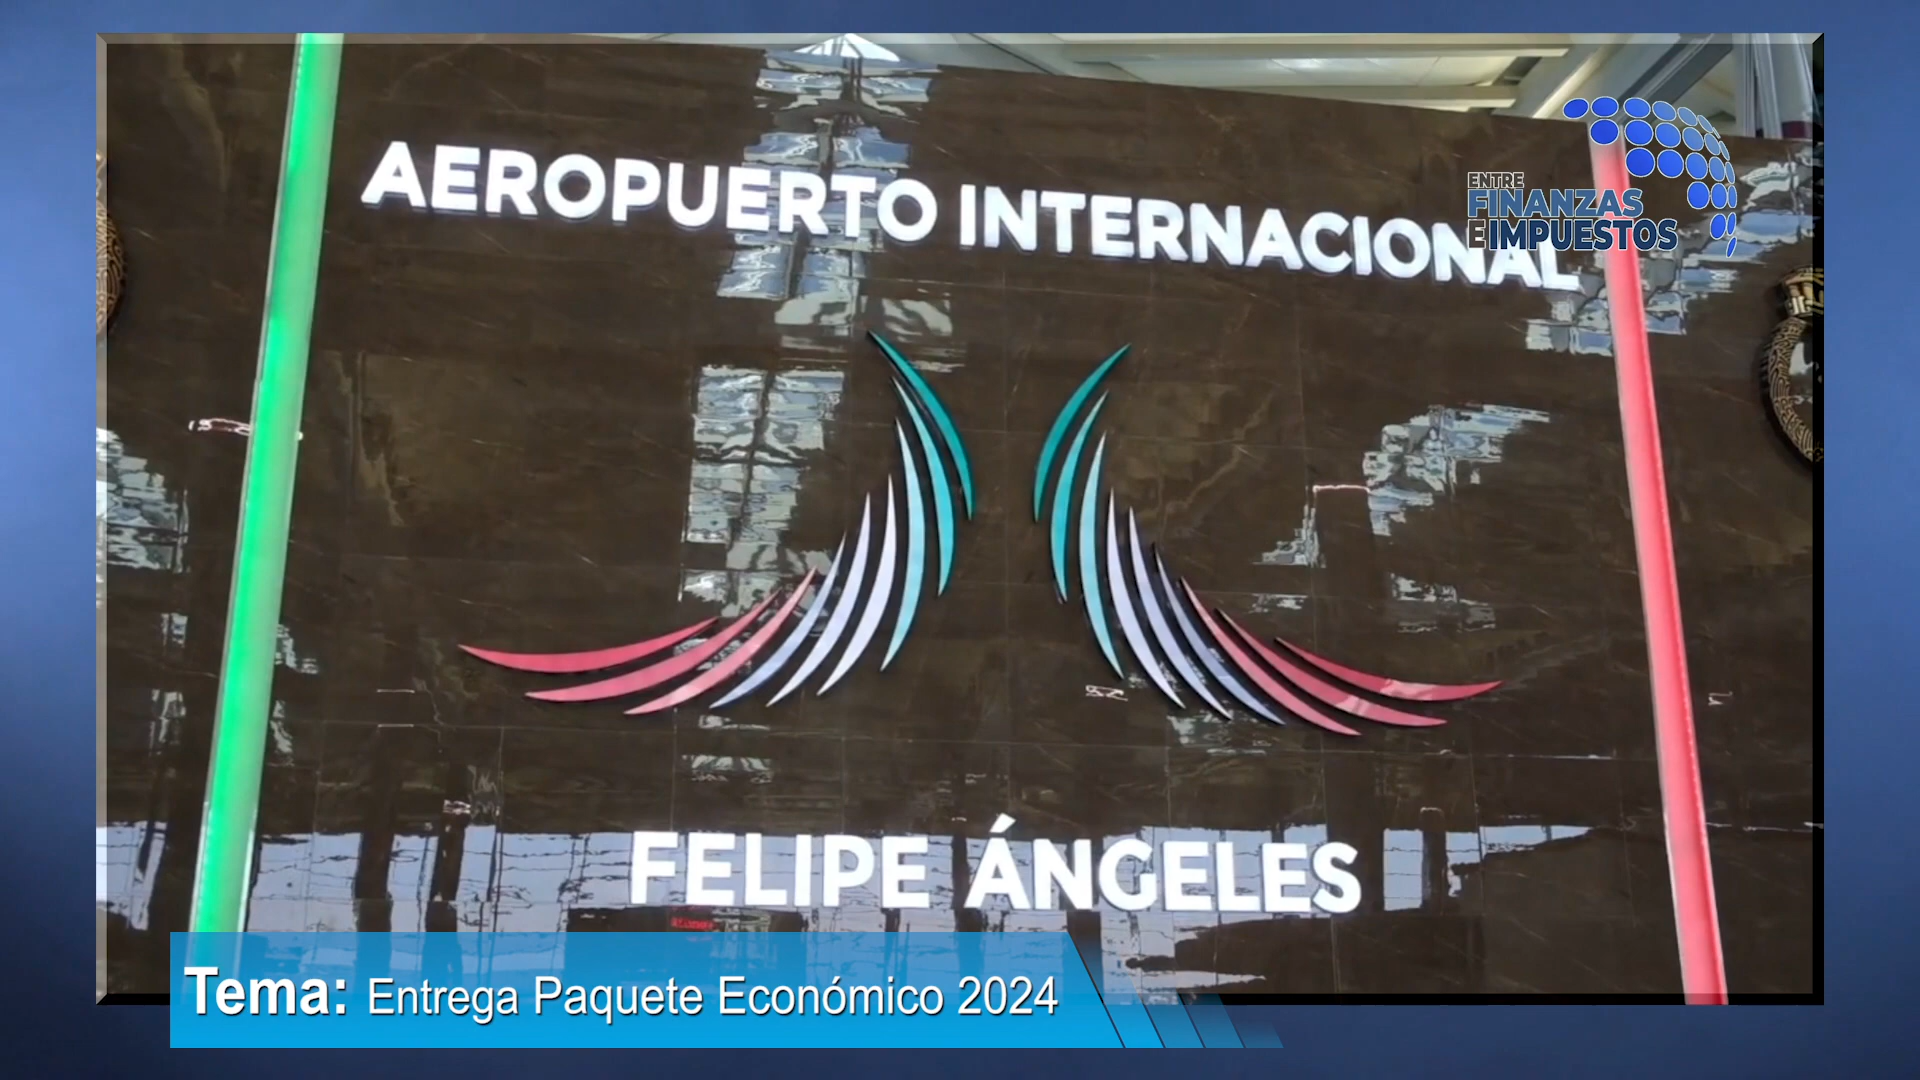 AEROPUERTO INTERNACIONAL
ENTRE
FINANZAS
E IMPUESTOS
FELIPE ÁNGELES
Tema: Entrega Paquete Económico 2024